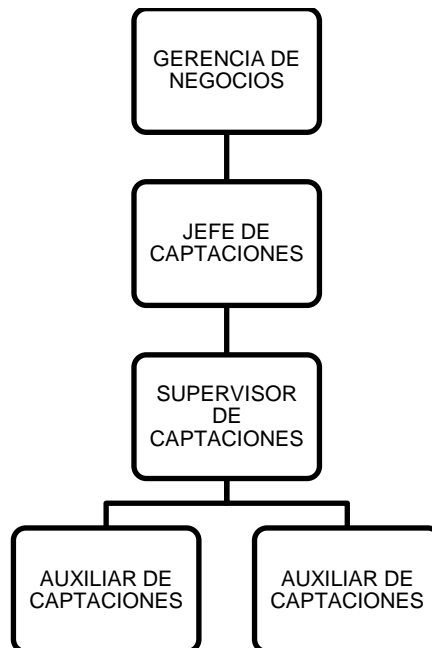 GERENCIA DE
NEGOCIOS
JEFE DE
CAPTACIONES
SUPERVISOR
DE
CAPTACIONES
AUXILIAR DE
CAPTACIONES
AUXILIAR DE
CAPTACIONES